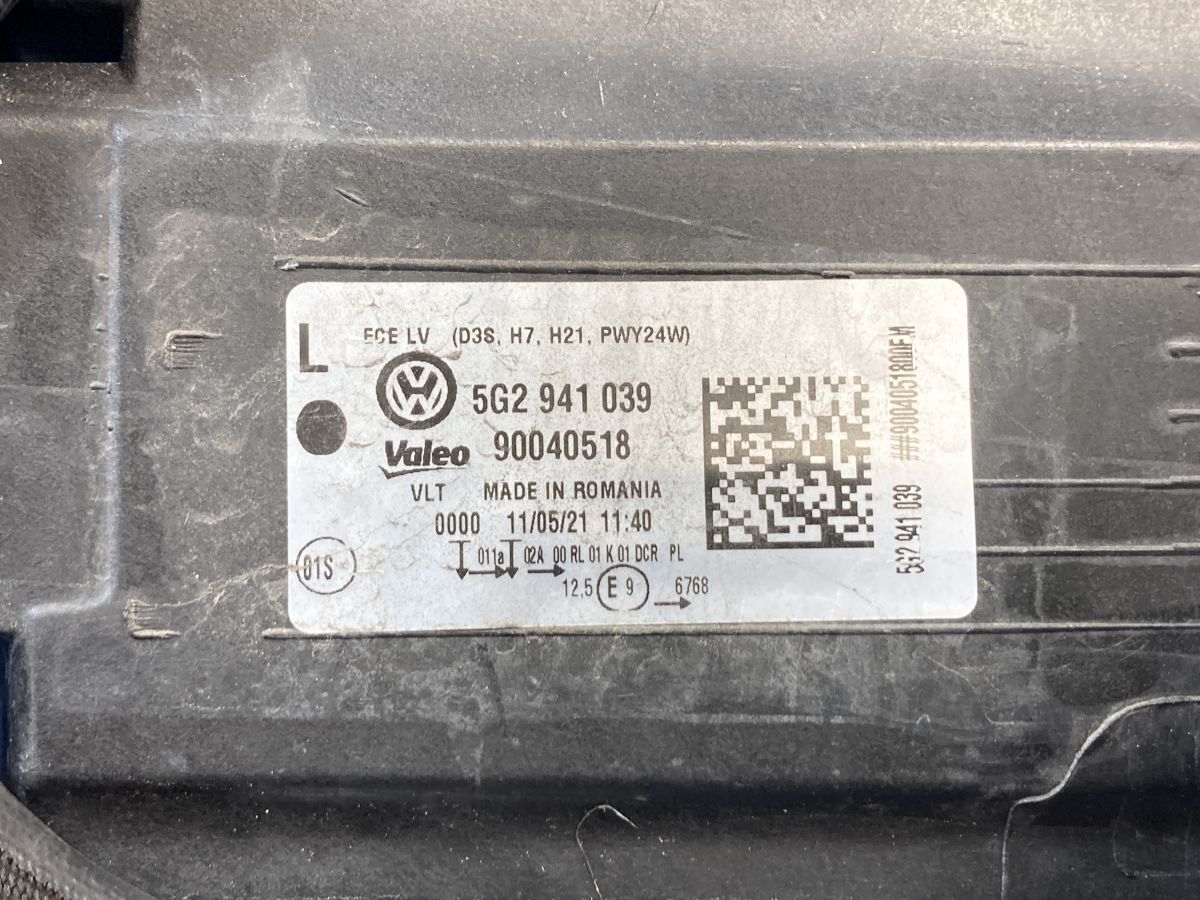 L
ECE LV (D3S, H7, H21, PWY24W)
5G2 941 039
Valeo 90040518
VLT MADE IN ROMANIA
0000 11/05/21 11:40
011a 02A 00 RL 01 K 01 DCR PL
01S
12.5 E 9 6768
5G2 941 039